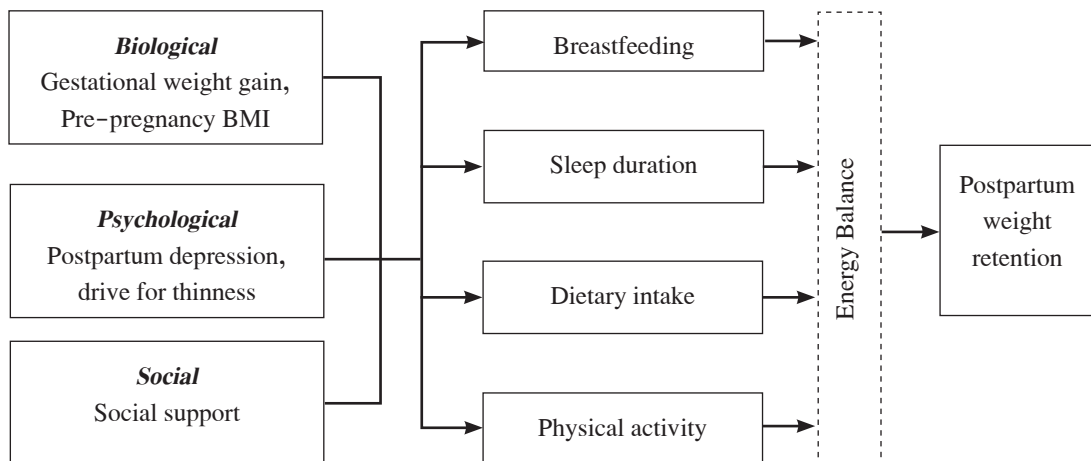 Biological
Gestational weight gain,
Pre-pregnancy BMI
Psychological
Postpartum depression,
drive for thinness
Social
Social support
Breastfeeding
Sleep duration
Dietary intake
Physical activity
Energy Balance
Postpartum
weight
retention